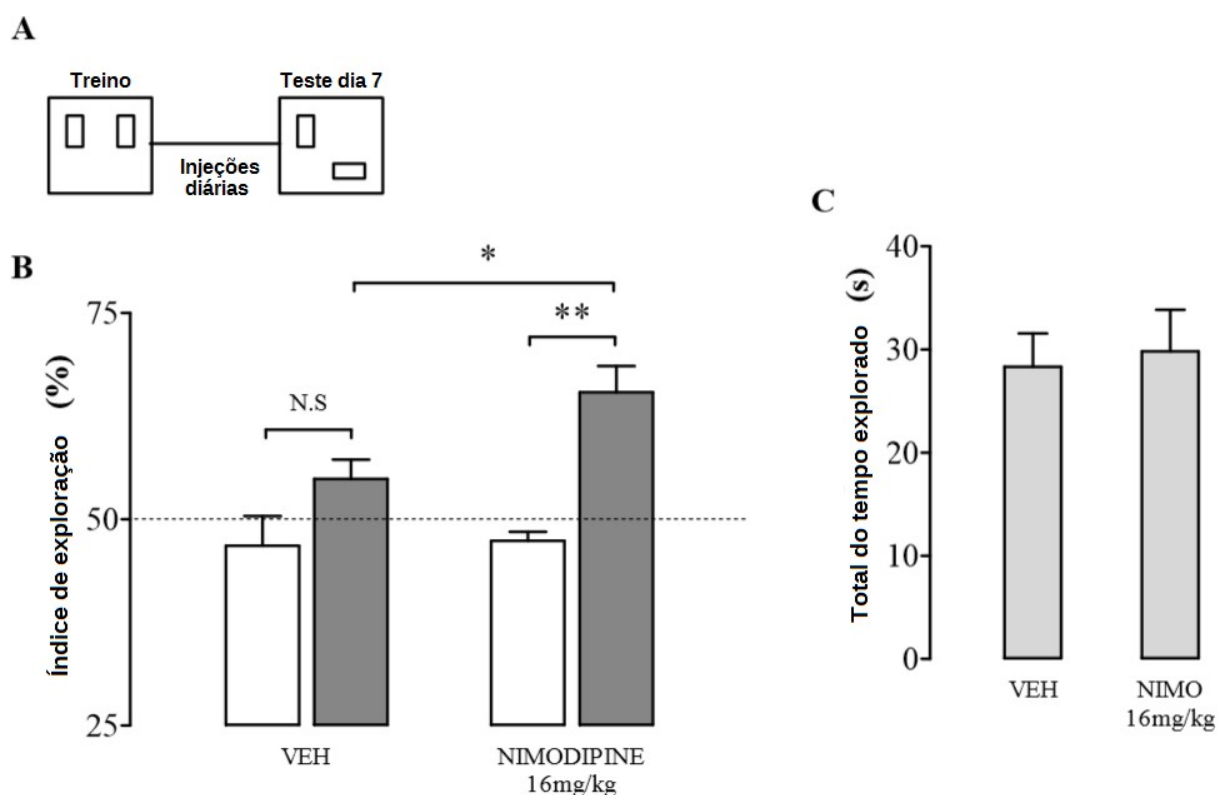 A
Treino
Teste dia 7
Injeções
diárias
B
Índice de exploração (%)
75
50
25
N.S
**
*
VEH
NIMODIPINE
16mg/kg
C
Total do tempo explorado (s)
40
30
20
10
0
VEH
NIMO
16mg/kg